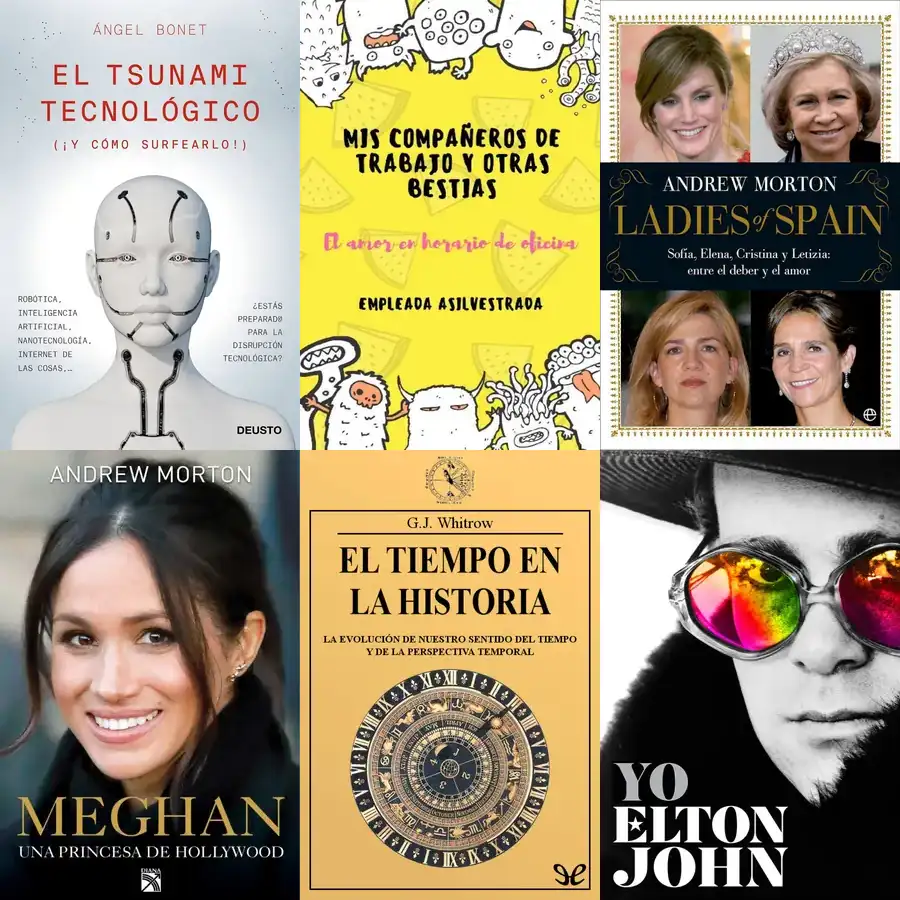 ÁNGEL BONET
EL TSUNAMI
TECNOLÓGICO
(¡Y CÓMO SURFEARLO!)
ROBÓTICA,
INTELIGENCIA
ARTIFICIAL,
NANOTECNOLOGÍA,
INTERNET DE
LAS COSAS,…
¿ESTÁS
PREPARAD@
PARA LA
DISRUPCIÓN
TECNOLÓGICA?
DEUSTO
MIS COMPAÑEROS DE
TRABAJO Y OTRAS
BESTIAS
El amor en horario de oficina
EMPLEADA ASILVESTRADA
ANDREW MORTON
LADIES of SPAIN
Sofía, Elena, Cristina y Letizia:
entre el deber y el amor
ANDREW MORTON
MEGHAN
UNA PRINCESA DE HOLLYWOOD
DIANA
G.J. Whitrow
EL TIEMPO EN
LA HISTORIA
LA EVOLUCIÓN DE NUESTRO SENTIDO DEL TIEMPO
Y DE LA PERSPECTIVA TEMPORAL
YO
ELTON
JOHN